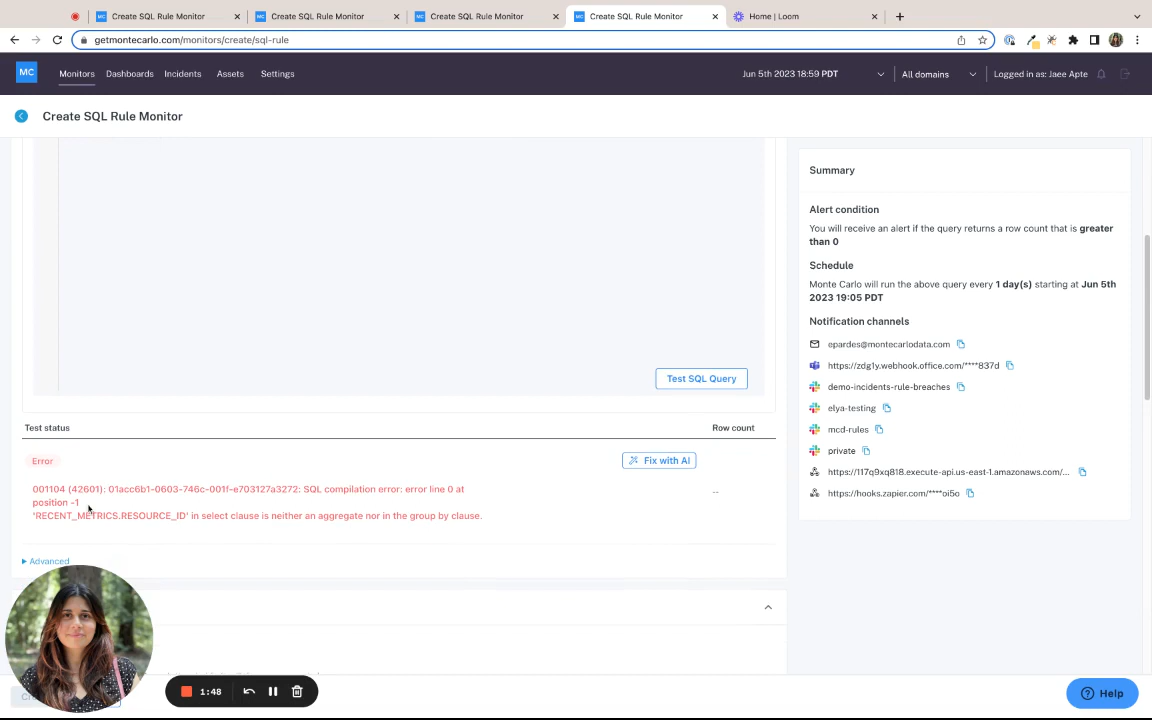 Create SQL Rule Monitor
Create SQL Rule Monitor
Create SQL Rule Monitor
Create SQL Rule Monitor
Home | Loom
getmontecarlo.com/monitors/create/sql-rule
MC
Monitors
Dashboards
Incidents
Assets
Settings
Jun 5th 2023 18:59 PDT
All domains
Logged in as: Jaee Apte
Create SQL Rule Monitor
Test SQL Query
Test status
Row count
Error
Fix with AI
001104 (42601): 01acc6b1-0603-746c-001f-e703127a3272: SQL compilation error: error line 0 at
position -1
'RECENT_METRICS.RESOURCE_ID' in select clause is neither an aggregate nor in the group by clause.
--
Advanced
1:48
Summary
Alert condition
You will receive an alert if the query returns a row count that is greater
than 0
Schedule
Monte Carlo will run the above query every 1 day(s) starting at Jun 5th
2023 19:05 PDT
Notification channels
epardes@montecarlodata.com
https://zdg1y.webhook.office.com/****837d
demo-incidents-rule-breaches
elya-testing
mcd-rules
private
https://117q9xq818.execute-api.us-east-1.amazonaws.com/...
https://hooks.zapier.com/****oi5o
Help